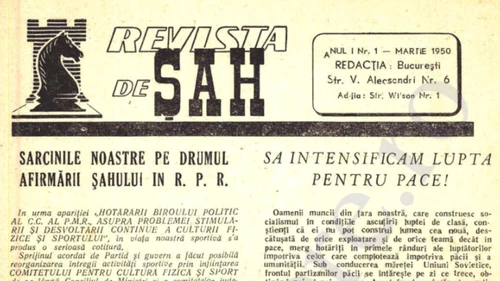 REVISTA
DE ŞAH
ANUL I Nr. 1 — MARTIE 1950
REDACŢIA: Bucureşti
Str. V. Alecsandri Nr. 6
Ad-ţia: Str. Wilson Nr. 1
SARCINILE NOASTRE PE DRUMUL
AFIRMĂRII ŞAHULUI IN R. P. R.
In urma apariţiei „HOTARARII BIROULUI POLITIC
AL C.C. AL P.M.R., ASUPRA PROBLEMEI STIMULA-
RII ŞI DESVOLTĂRII CONTINUE A CULTURII FI-
ZICE ŞI SPORTULUI", in viaţa noastră sportivă s'a
produs o serioasă cotitură.
Sprijinul acordat de Partid şi guvern a făcut posibilă
reorganizarea întregii activităţi sportive prin înfiinţarea
COMITETULUI PENTRU CULTURA FIZICA ŞI SPORT
SA INTENSIFICAM LUPTA
PENTRU PACE!
Oamenii muncii din ţara noastră, care construesc so-
cialismul în condiţiile ascuţirii luptei de clasă, con-
ştienţi că ei nu pot construi lumea cea nouă, des-
cătuşată de orice exploatare şi de orice teamă decât în
pace, merg hotăriţi în primele rânduri ale luptătorilor
împotriva celor care complotează împotriva păcii şi a
umanităţii. Sub conducerea măreţei Uniuni Sovietice,
frontul partizanilor păcii se întăreşte pe zi ce trece, ob-